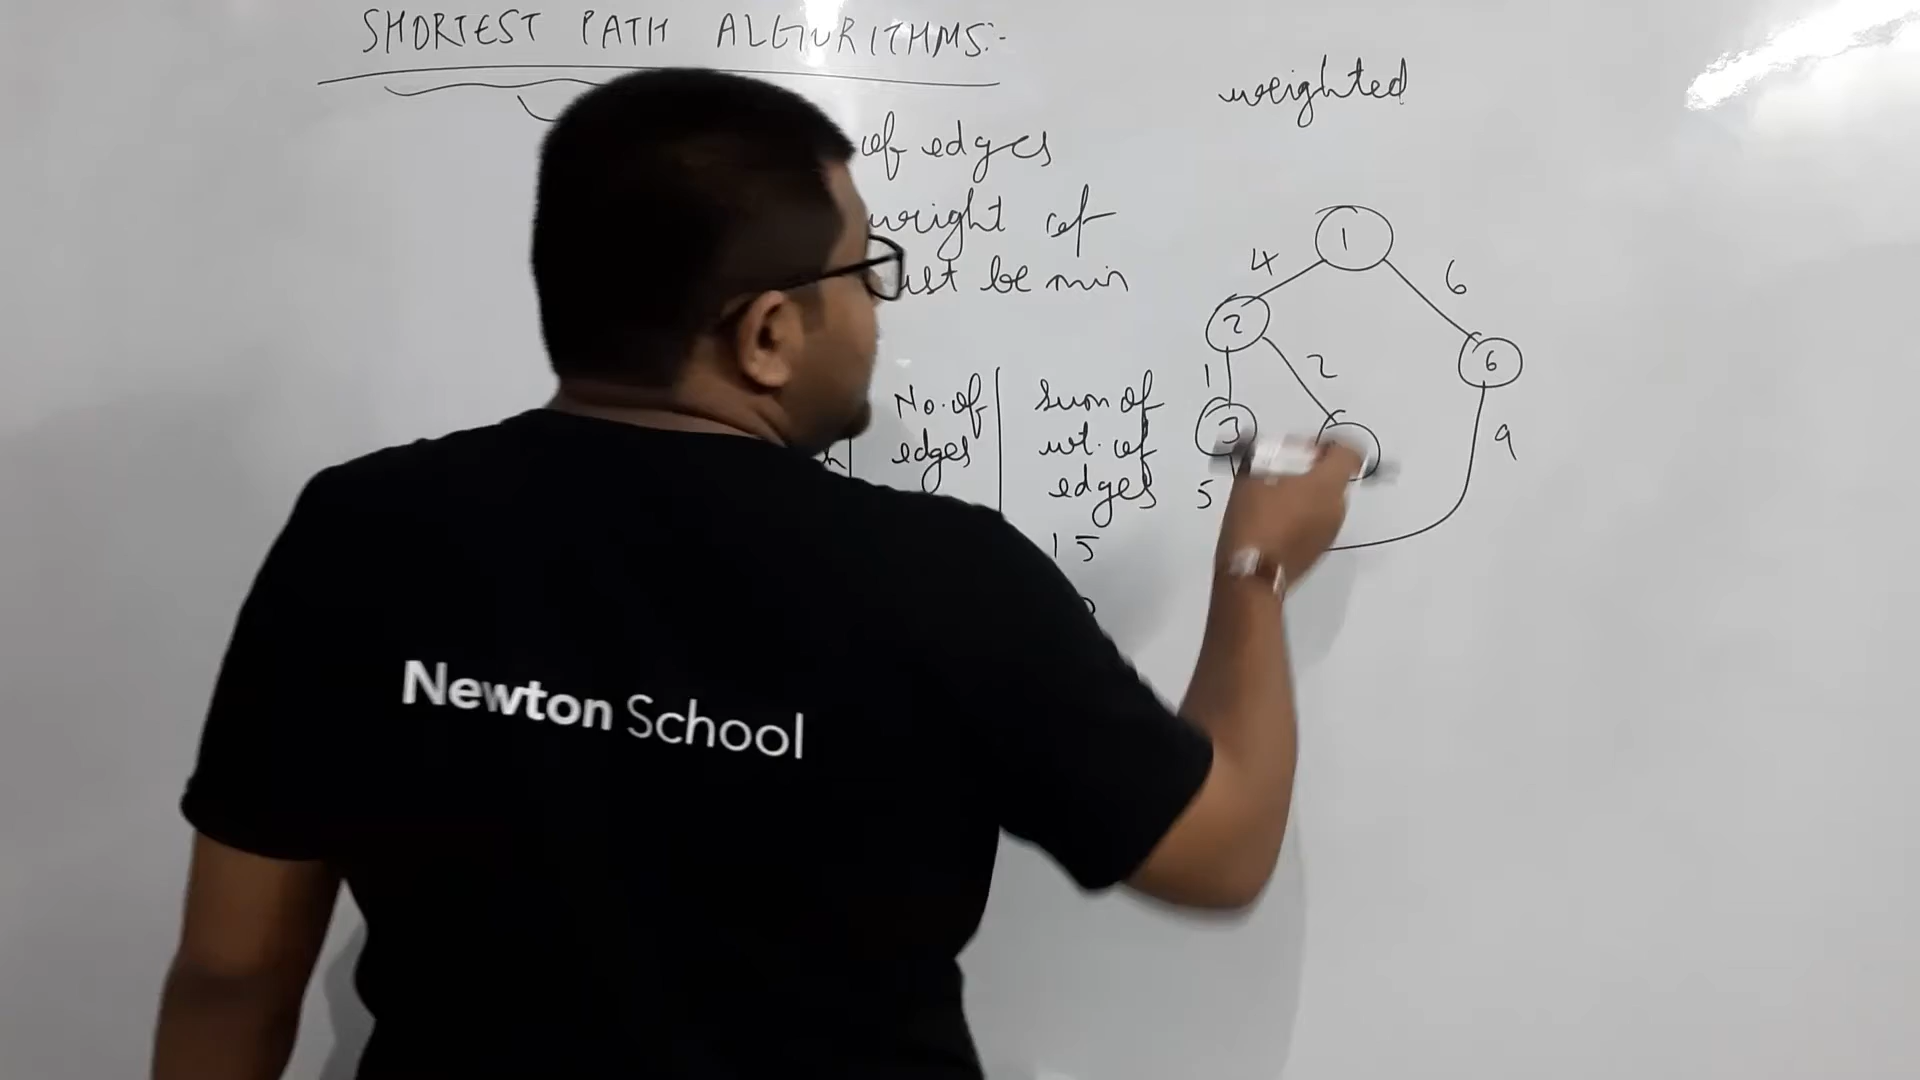 SHORTEST PATH ALGORITHMS:-
weighted
of edges
weight of
ust be min
No. of
edges
Sum of
wt. of
edges
15
1
4
6
2
6
1
2
3
5
9
Newton School